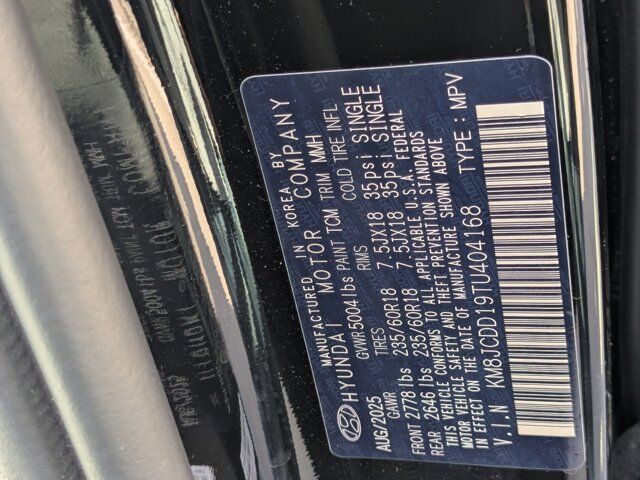 MANUFACTURED IN KOREA BY
HYUNDAI MOTOR COMPANY
AUG/2025 GVWR 5004 lbs PAINT TCM TRIM MMH
GAWR TIRES RIMS COLD TIRE INFL
FRONT 2778 lbs 235/60R18 7.5JX18 35psi SINGLE
REAR 2646 lbs 235/60R18 7.5JX18 35psi SINGLE
THIS VEHICLE CONFORMS TO ALL APPLICABLE U.S.A. FEDERAL
MOTOR VEHICLE SAFETY AND THEFT PREVENTION STANDARDS
IN EFFECT ON THE DATE OF MANUFACTURE SHOWN ABOVE
V.I.N KM8JCDD19TU404168 TYPE : MPV